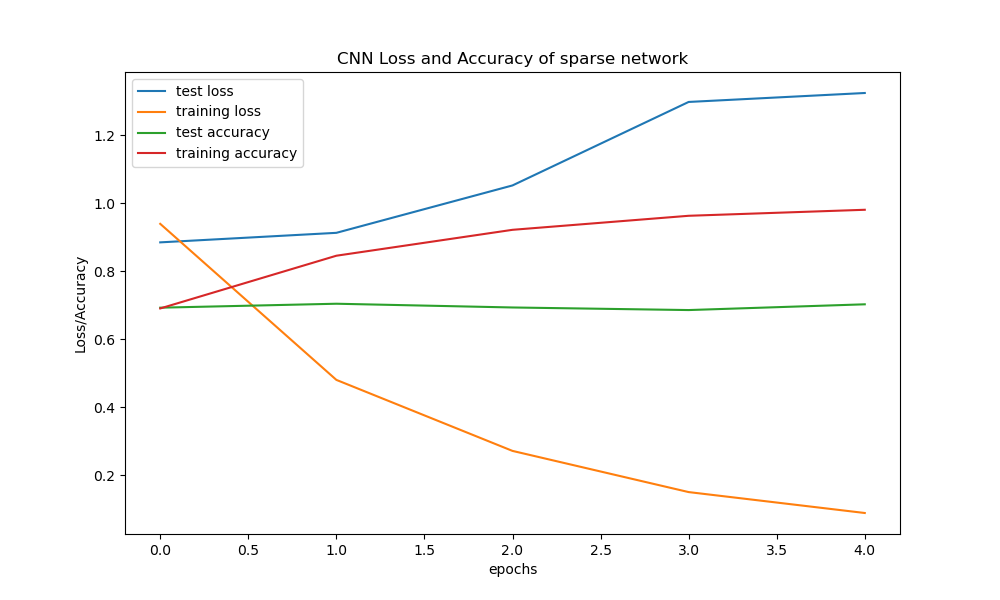 CNN Loss and Accuracy of sparse network
test loss
training loss
test accuracy
training accuracy
Loss/Accuracy
1.2
1.0
0.8
0.6
0.4
0.2
0.0 0.5 1.0 1.5 2.0 2.5 3.0 3.5 4.0
epochs